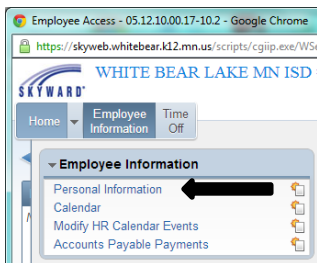 Employee Access - 05.12.10.00.17-10.2 - Google Chrome
https://skyweb.whitebear.k12.mn.us/scripts/cgiip.exe/WSe
SKYWARD®
WHITE BEAR LAKE MN ISD
Home
Employee Information
Time Off
Employee Information
Personal Information
Calendar
Modify HR Calendar Events
Accounts Payable Payments